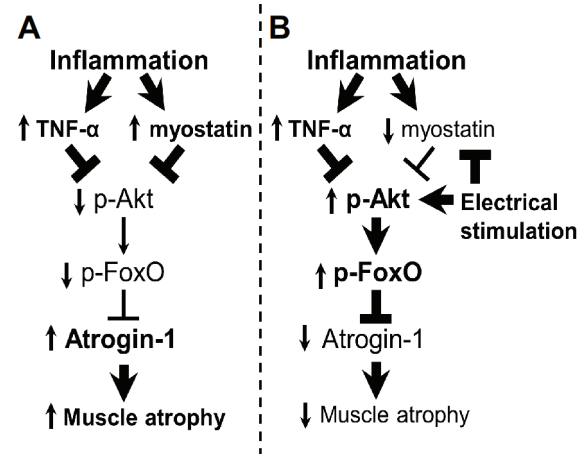 A
Inflammation
↑ TNF-α ↑ myostatin
↓ p-Akt
↓ p-FoxO
↑ Atrogin-1
↑ Muscle atrophy
B
Inflammation
↑ TNF-α ↓ myostatin
↑ p-Akt
Electrical
stimulation
↑ p-FoxO
↓ Atrogin-1
↓ Muscle atrophy